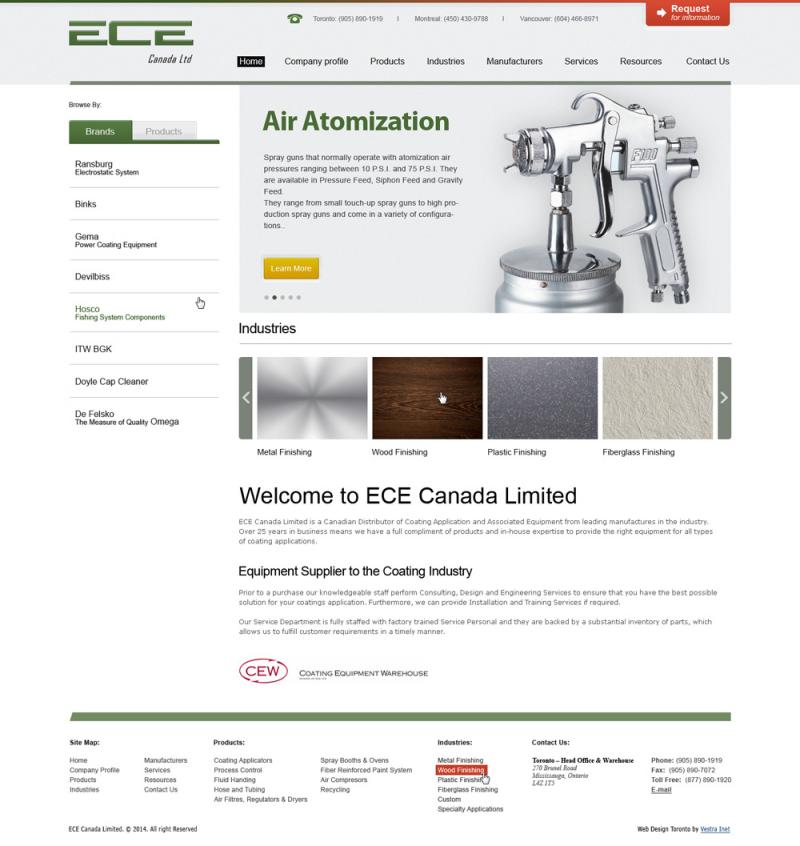 Request
for information
Toronto: (905) 890-1919 | Montreal: (450) 430-9788 | Vancouver: (604) 466-8971
ECE
Canada Ltd
Home Company profile Products Industries Manufacturers Services Resources Contact Us
Browse By:
Brands Products
Ransburg
Electrostatic System
Binks
Gema
Power Coating Equipment
Devilbiss
Hosco
Fishing System Components
ITW BGK
Doyle Cap Cleaner
De Felsko
The Measure of Quality Omega
Air Atomization
Spray guns that normally operate with atomization air
pressures ranging between 10 P.S.I. and 75 P.S.I. They
are available in Pressure Feed, Siphon Feed and Gravity
Feed.
They range from small touch-up spray guns to high pro-
duction spray guns and come in a variety of configura-
tions..
Learn More
F100
Industries
Metal Finishing Wood Finishing Plastic Finishing Fiberglass Finishing
Welcome to ECE Canada Limited
ECE Canada Limited is a Canadian Distributor of Coating Application and Associated Equipment from leading manufactures in the industry.
Over 25 years in business means we have a full compliment of products and in-house expertise to provide the right equipment for all types
of coating applications.
Equipment Supplier to the Coating Industry
Prior to a purchase our knowledgeable staff perform Consulting, Design and Engineering Services to ensure that you have the best possible
solution for your coatings application. Furthermore, we can provide Installation and Training Services if required.
Our Service Department is fully staffed with factory trained Service Personal and they are backed by a substantial inventory of parts, which
allows us to fulfill customer requirements in a timely manner.
CEW Coating Equipment Warehouse
Site Map:
Home
Company Profile
Products
Industries
Manufacturers
Services
Resources
Contact Us
Products:
Coating Applicators
Process Control
Fluid Handing
Hose and Tubing
Air Filtres, Regulators & Dryers
Spray Booths & Ovens
Fiber Reinforced Paint System
Air Compresors
Recycling
Industries:
Metal Finishing
Wood Finishing
Plastic Finishing
Fiberglass Finishing
Custom
Specialty Applications
Contact Us:
Toronto – Head Office & Warehouse
270 Brunel Road
Mississauga, Ontario
L4Z 1T5
Phone: (905) 890-1919
Fax: (905) 890-7072
Toll Free: (877) 890-1920
E-mail
ECE Canada Limited. © 2014. All right Reserved
Web Design Toronto by Vestra Inet